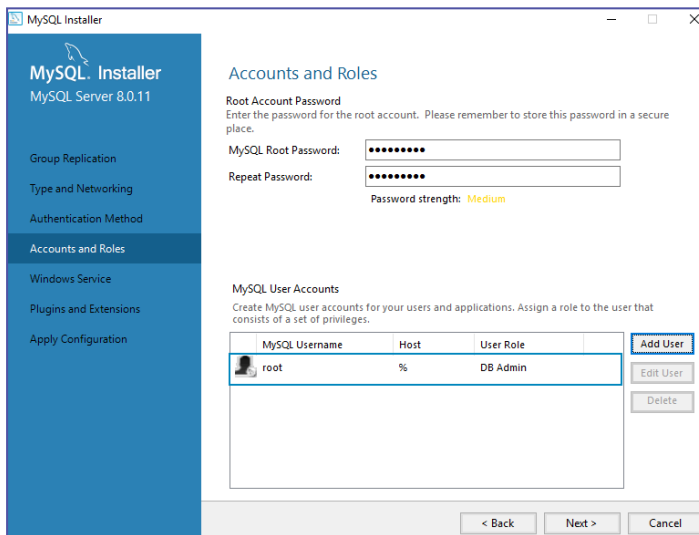 MySQL Installer
MySQL. Installer
MySQL Server 8.0.11
Group Replication
Type and Networking
Authentication Method
Accounts and Roles
Windows Service
Plugins and Extensions
Apply Configuration
Accounts and Roles
Root Account Password
Enter the password for the root account. Please remember to store this password in a secure
place.
MySQL Root Password: ●●●●●●●●●
Repeat Password: ●●●●●●●●●
Password strength: Medium
MySQL User Accounts
Create MySQL user accounts for your users and applications. Assign a role to the user that
consists of a set of privileges.
MySQL Username Host User Role
root % DB Admin
Add User
Edit User
Delete
< Back Next > Cancel